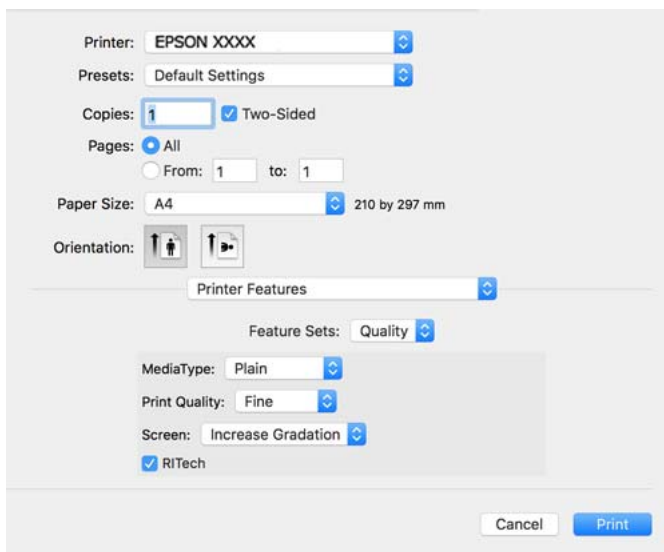 Printer: EPSON XXXX
Presets: Default Settings
Copies: 1 Two-Sided
Pages: All
From: 1 to: 1
Paper Size: A4 210 by 297 mm
Orientation:
Printer Features
Feature Sets: Quality
MediaType: Plain
Print Quality: Fine
Screen: Increase Gradation
RITech
Cancel Print